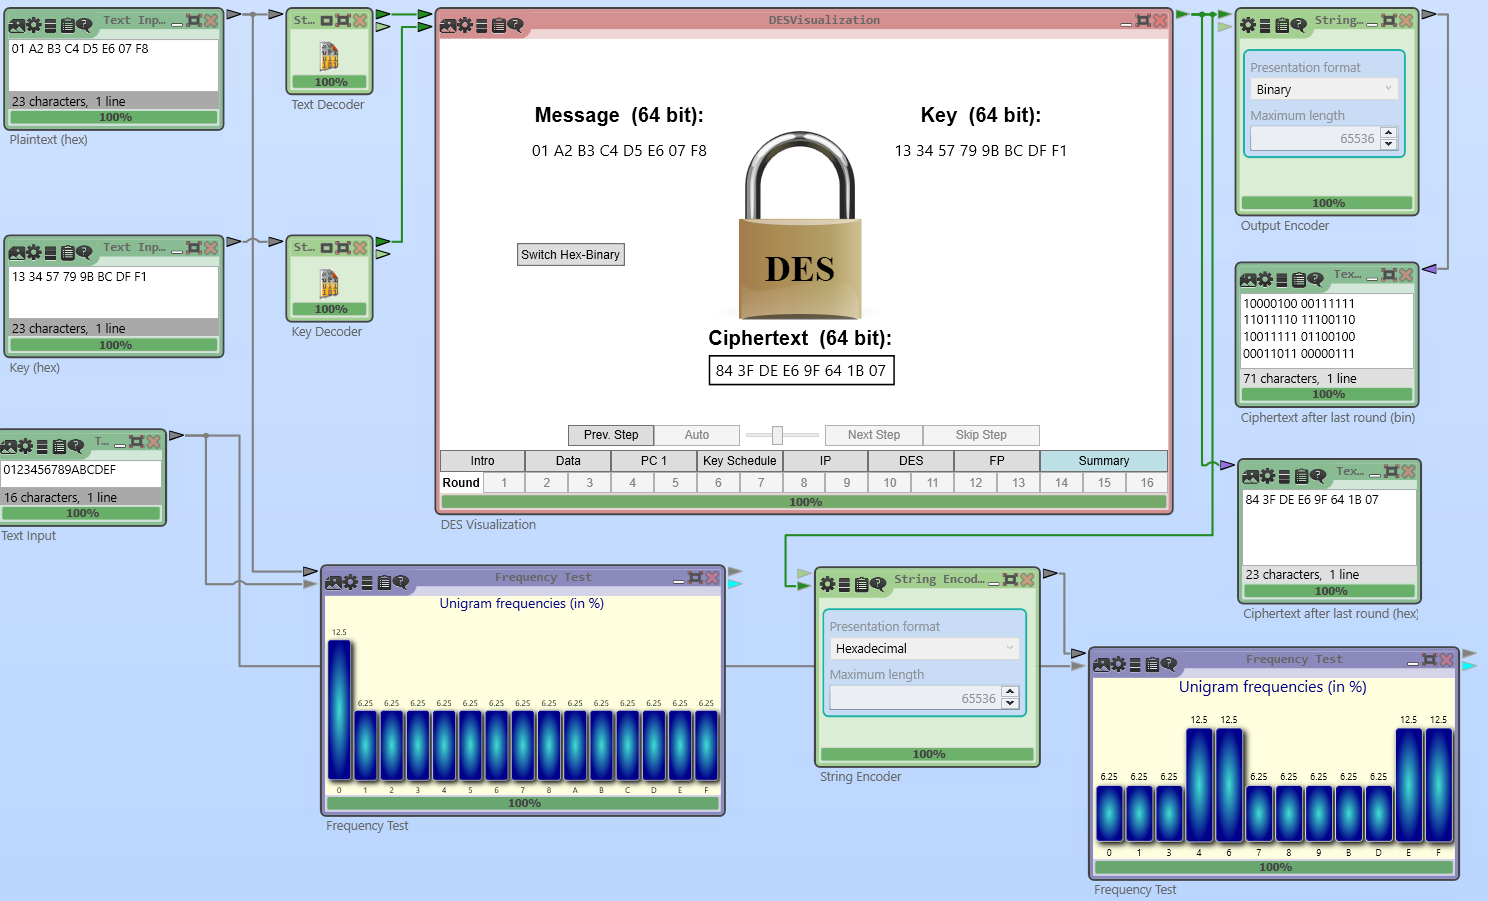 Text Inp...
01 A2 B3 C4 D5 E6 07 F8
23 characters,  1 line
100%
Plaintext (hex)
St...
100%
Text Decoder
Text Inp...
13 34 57 79 9B BC DF F1
23 characters,  1 line
100%
Key (hex)
St...
100%
Key Decoder
T...
0123456789ABCDEF
16 characters,  1 line
100%
Text Input
DESVisualization
Message  (64 bit):
01 A2 B3 C4 D5 E6 07 F8
Key  (64 bit):
13 34 57 79 9B BC DF F1
Switch Hex-Binary
DES
Ciphertext  (64 bit):
84 3F DE E6 9F 64 1B 07
Prev. Step Auto Next Step Skip Step
Intro Data PC 1 Key Schedule IP DES FP Summary
Round 1 2 3 4 5 6 7 8 9 10 11 12 13 14 15 16
100%
DES Visualization
String...
Presentation format
Binary
Maximum length
65536
100%
Output Encoder
Tex...
10000100 00111111
11011110 11100110
10011111 01100100
00011011 00000111
71 characters,  1 line
100%
Ciphertext after last round (bin)
Tex...
84 3F DE E6 9F 64 1B 07
23 characters,  1 line
100%
Ciphertext after last round (hex)
Frequency Test
Unigram frequencies (in %)
12.5 6.25 6.25 6.25 6.25 6.25 6.25 6.25 6.25 6.25 6.25 6.25 6.25 6.25 6.25
0 1 2 3 4 5 6 7 8 A B C D E F
100%
Frequency Test
String Encod...
Presentation format
Hexadecimal
Maximum length
65536
100%
String Encoder
Frequency Test
Unigram frequencies (in %)
6.25 6.25 6.25 12.5 12.5 6.25 6.25 6.25 6.25 6.25 12.5 12.5
0 1 3 4 6 7 8 9 B D E F
100%
Frequency Test